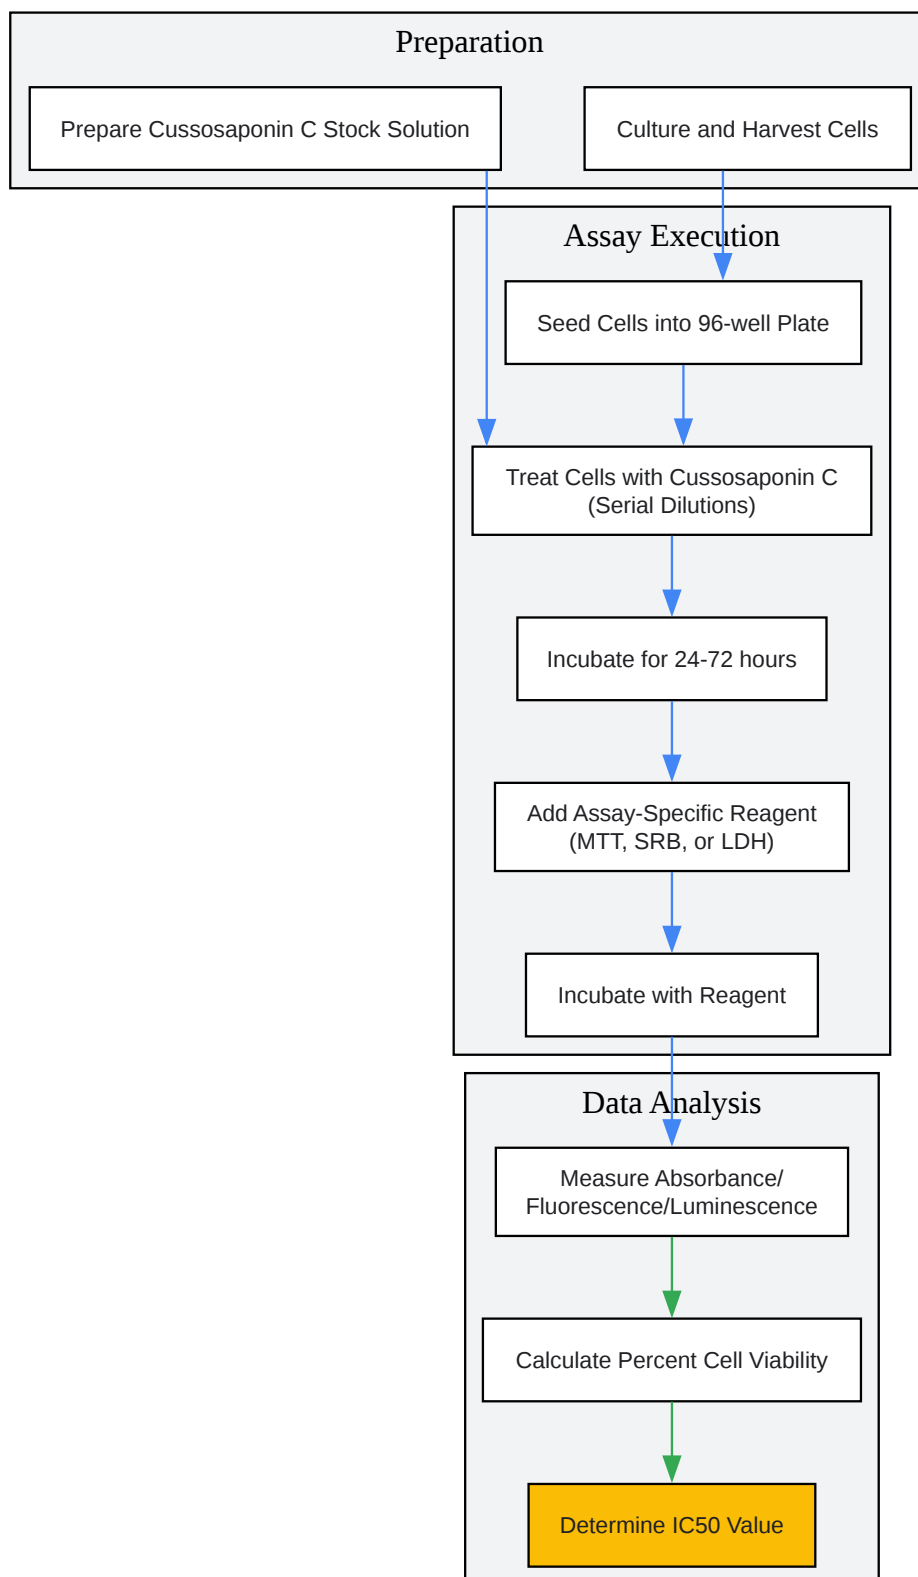 Preparation
Prepare Cussosaponin C Stock Solution
Culture and Harvest Cells
Assay Execution
Seed Cells into 96-well Plate
Treat Cells with Cussosaponin C
(Serial Dilutions)
Incubate for 24-72 hours
Add Assay-Specific Reagent
(MTT, SRB, or LDH)
Incubate with Reagent
Data Analysis
Measure Absorbance/
Fluorescence/Luminescence
Calculate Percent Cell Viability
Determine IC50 Value